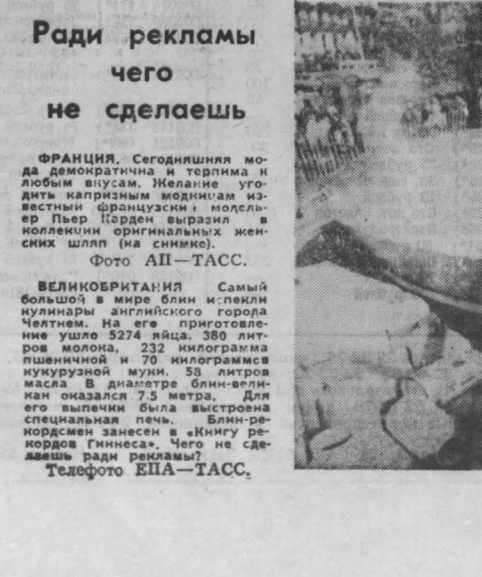 Ради рекламы
чего
не сделаешь
ФРАНЦИЯ. Сегодняшняя мо-
да демократична и терпима к
любым вкусам. Желание уго-
дить капризным модницам из-
вестный французский модель-
ер Пьер Карден выразил в
коллекции оригинальных жен-
ских шляп (на снимке).
Фото АП—ТАСС.
ВЕЛИКОБРИТАНИЯ Самый
большой в мире блин испекли
кулинары английского города
Челтнем. На его приготовле-
ние ушло 5274 яйца. 380 лит-
ров молока, 232 килограмма
пшеничной и 70 килограммов
кукурузной муки. 58 литров
масла В диаметре блин-вели-
кан оказался 7.5 метра. Для
его выпечки была выстроена
специальная печь. Блин-ре-
кордсмен занесен в «Книгу ре-
кордов Гиннеса». Чего не сде-
лаешь ради рекламы?
Телефото ЕПА—ТАСС.